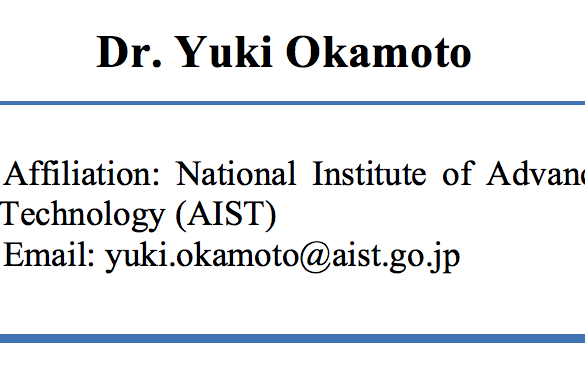 Dr. Yuki Okamoto
Affiliation: National Institute of Advanc
Technology (AIST)
Email: yuki.okamoto@aist.go.jp